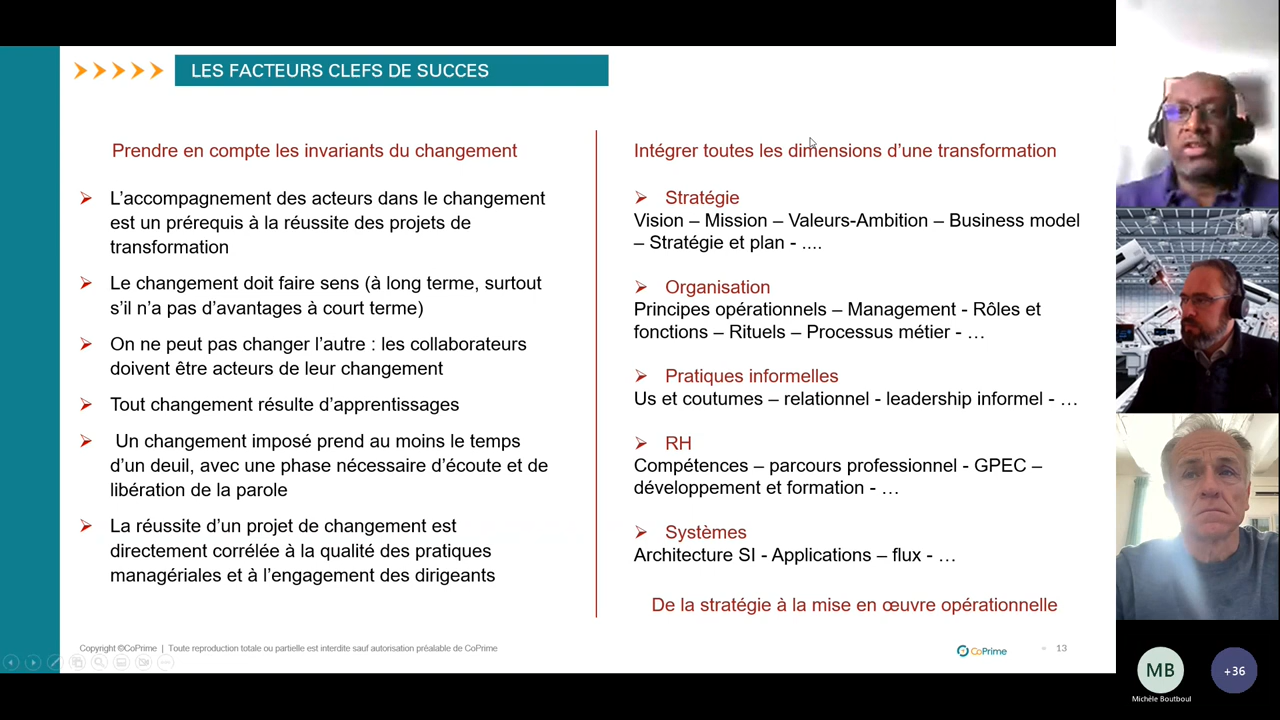 LES FACTEURS CLEFS DE SUCCES
Prendre en compte les invariants du changement
L'accompagnement des acteurs dans le changement
est un prérequis à la réussite des projets de
transformation
Le changement doit faire sens (à long terme, surtout
s'il n'a pas d'avantages à court terme)
On ne peut pas changer l'autre : les collaborateurs
doivent être acteurs de leur changement
Tout changement résulte d'apprentissages
Un changement imposé prend au moins le temps
d'un deuil, avec une phase nécessaire d'écoute et de
libération de la parole
La réussite d'un projet de changement est
directement corrélée à la qualité des pratiques
managériales et à l'engagement des dirigeants
Intégrer toutes les dimensions d'une transformation
Stratégie
Vision – Mission – Valeurs-Ambition – Business model
– Stratégie et plan - ....
Organisation
Principes opérationnels – Management - Rôles et
fonctions – Rituels – Processus métier - …
Pratiques informelles
Us et coutumes – relationnel - leadership informel - …
RH
Compétences – parcours professionnel - GPEC –
développement et formation - …
Systèmes
Architecture SI - Applications – flux - …
De la stratégie à la mise en œuvre opérationnelle
Copyright ©CoPrime | Toute reproduction totale ou partielle est interdite sauf autorisation préalable de CoPrime
CoPrime
13
MB
Michèle Boutboul
+36